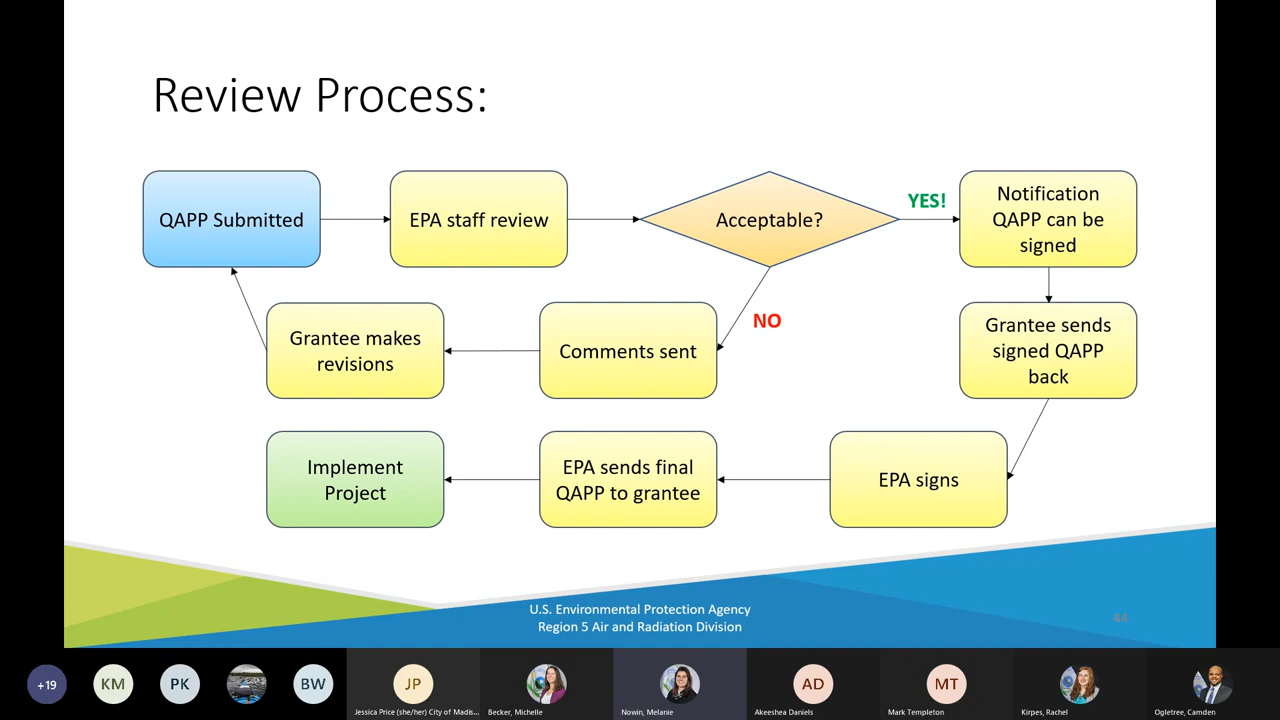 Review Process:
QAPP Submitted
EPA staff review
Acceptable?
YES!
Notification
QAPP can be
signed
NO
Grantee makes
revisions
Comments sent
Grantee sends
signed QAPP
back
Implement
Project
EPA sends final
QAPP to grantee
EPA signs
U.S. Environmental Protection Agency
Region 5 Air and Radiation Division
44
+19
KM
PK
BW
JP
AD
MT
Jessica Price (she/her) City of Madis...
Becker, Michelle
Nowin, Melanie
Akeeshea Daniels
Mark Templeton
Kirpes, Rachel
Ogletree, Camden